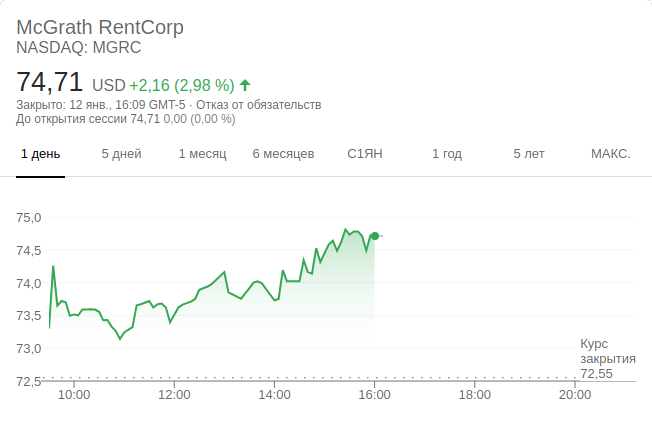 McGrath RentCorp
NASDAQ: MGRC
74,71 USD +2,16 (2,98 %)
Закрыто: 12 янв., 16:09 GMT-5 · Отказ от обязательств
До открытия сессии 74,71 0,00 (0,00 %)
1 день 5 дней 1 месяц 6 месяцев С1ЯН 1 год 5 лет МАКС.
75,0
74,5
74,0
73,5
73,0
72,5
Курс
закрытия
72,55
10:00 12:00 14:00 16:00 18:00 20:00